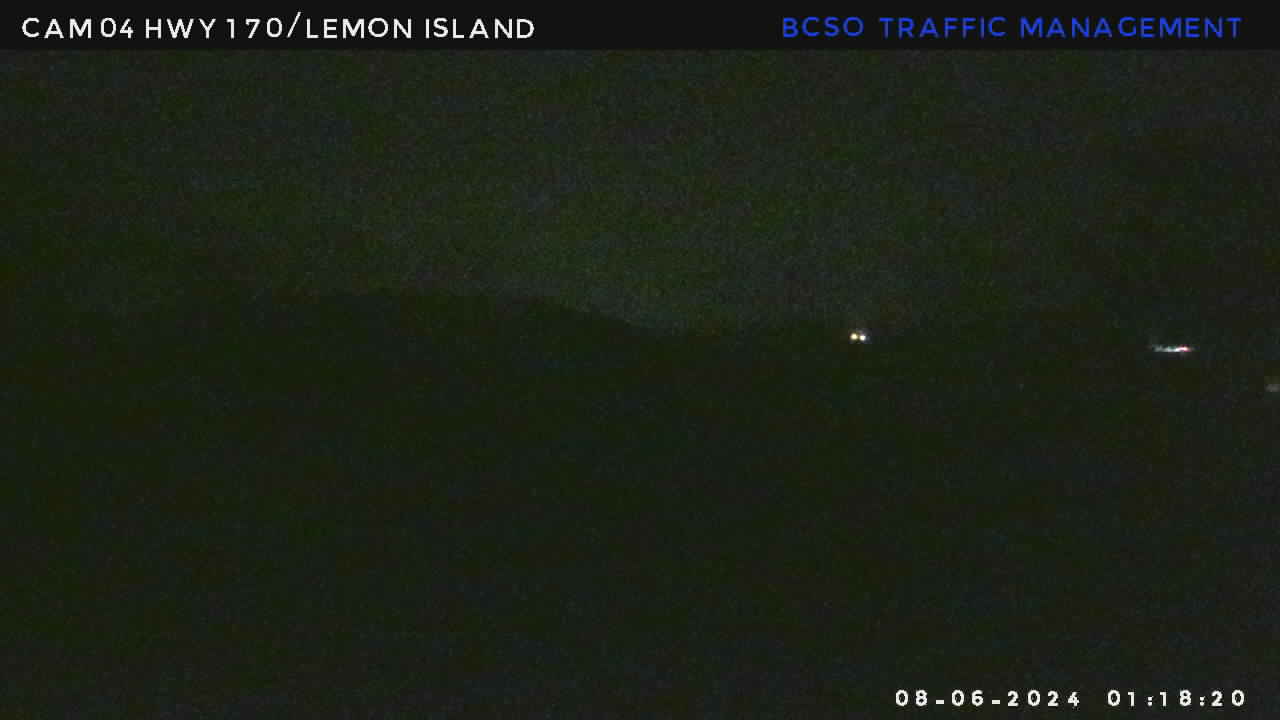 CAM04 HWY 170/LEMON ISLAND
BCSO TRAFFIC MANAGEMENT
08-06-2024 01:18:20